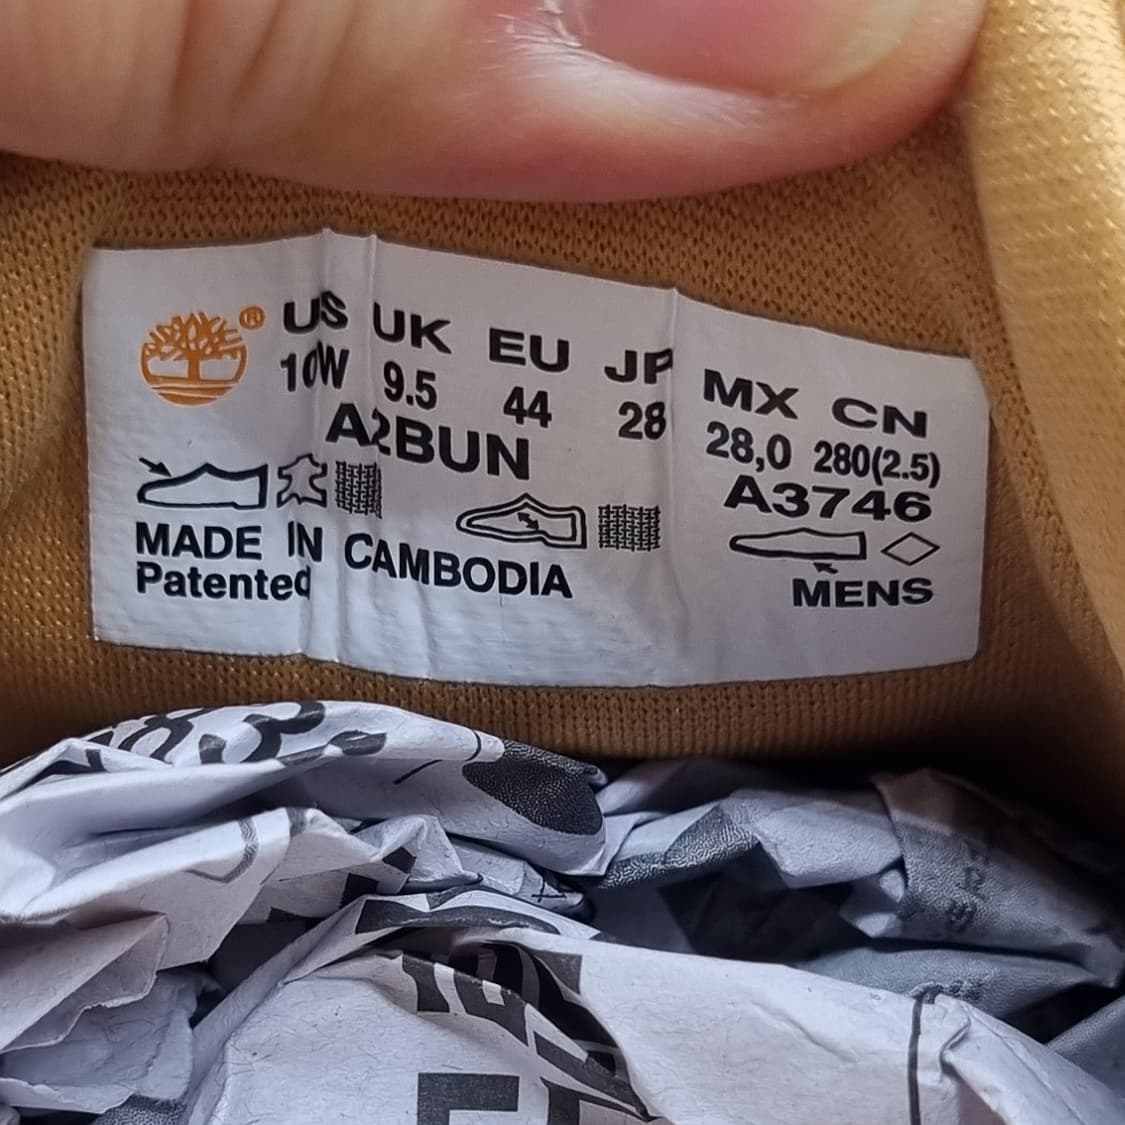 ® US UK EU JP MX CN
10W 9.5 44 28 28,0 280(2.5)
A2BUN A3746
MADE IN CAMBODIA
Patented MENS